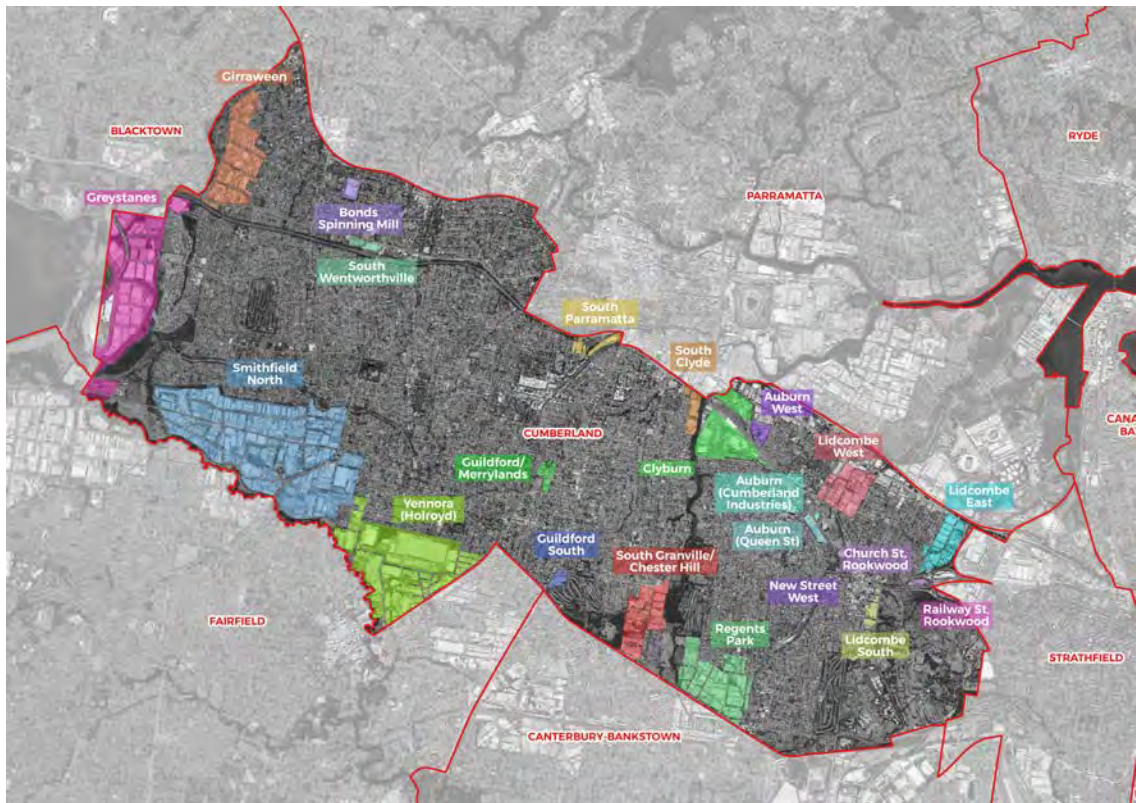 Girraween
BLACKTOWN
RYDE
Greystanes
PARRAMATTA
Bonds
Spinning Mill
South
Wentworthville
South
Parramatta
South
Clyde
Smithfield
North
Auburn
West
CANA
BA
CUMBERLAND
Lidcombe
West
Guildford/
Merrylands
Clyburn
Auburn
(Cumberland
Industries)
Lidcombe
East
Yennora
(Holroyd)
Auburn
(Queen St)
Guildford
South
South Granville/
Chester Hill
Church St,
Rookwood
New Street
West
FAIRFIELD
Regents
Park
Lidcombe
South
Railway St,
Rookwood
STRATHFIELD
CANTERBURY-BANKSTOWN